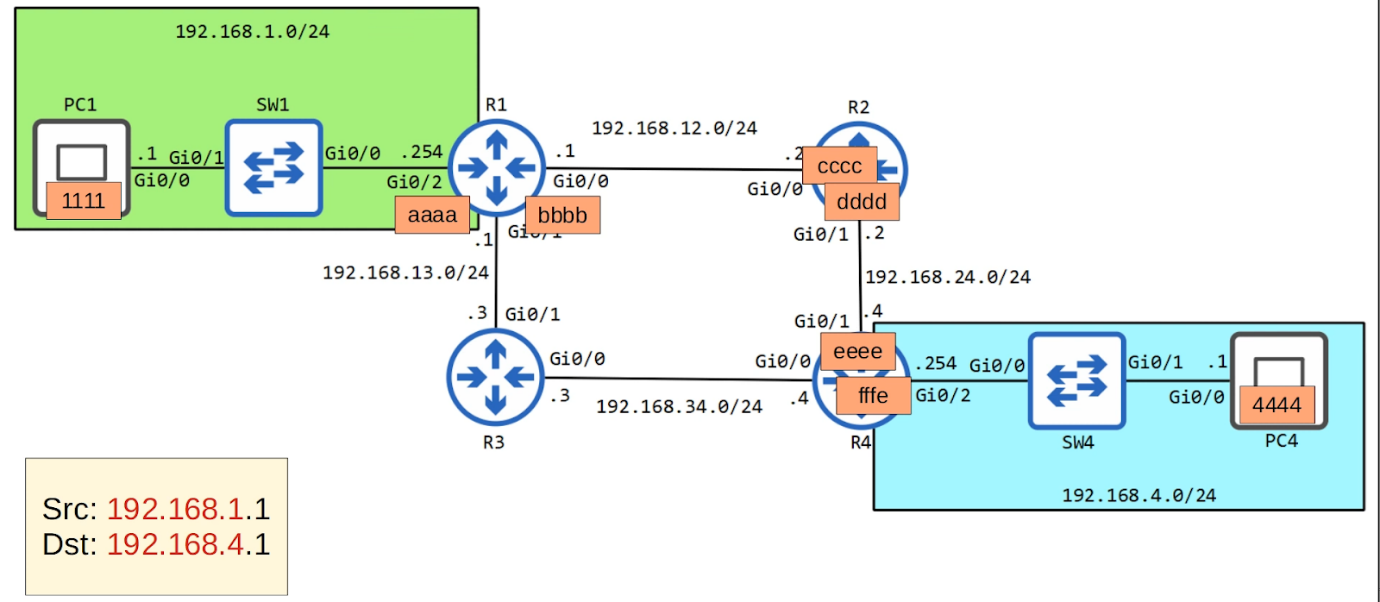 192.168.1.0/24
PC1
SW1
R1
R2
192.168.12.0/24
.1
Gi0/1
Gi0/0
.254
.1
.2
Gi0/0
Gi0/2
Gi0/0
Gi0/0
cccc
1111
aaaa
bbbb
dddd
.1
Gi0/1
Gi0/1
.2
192.168.13.0/24
192.168.24.0/24
.3
Gi0/1
Gi0/1
.4
eeee
Gi0/0
Gi0/0
.254
Gi0/0
Gi0/1
.1
fffe
.3
192.168.34.0/24
.4
Gi0/2
Gi0/0
4444
R3
R4
SW4
PC4
192.168.4.0/24
Src: 192.168.1.1
Dst: 192.168.4.1